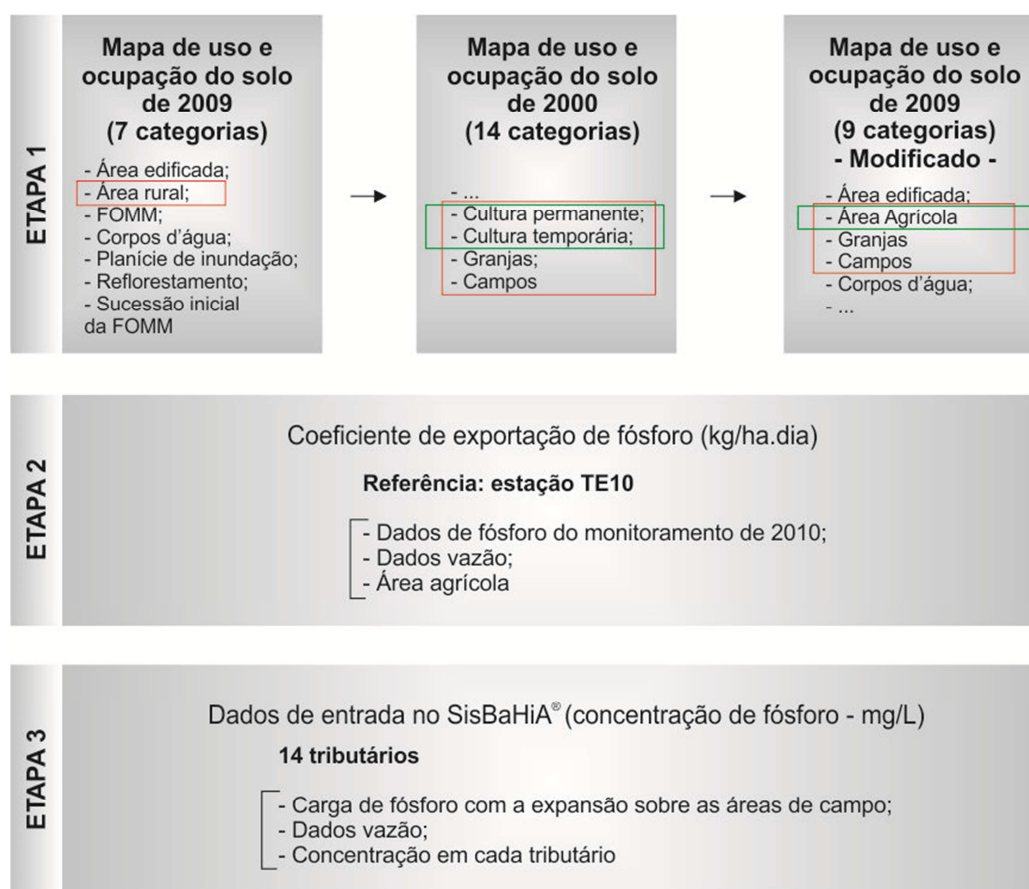 ETAPA 1
Mapa de uso e
ocupação do solo
de 2009
(7 categorias)
- Área edificada;
- Área rural;
- FOMM;
- Corpos d'água;
- Planície de inundação;
- Reflorestamento;
- Sucessão inicial
da FOMM
Mapa de uso e
ocupação do solo
de 2000
(14 categorias)
- ...
- Cultura permanente;
- Cultura temporária;
- Granjas;
- Campos
Mapa de uso e
ocupação do solo
de 2009
(9 categorias)
- Modificado -
- Área edificada;
- Área Agrícola
- Granjas
- Campos
- Corpos d'água;
- ...
ETAPA 2
Coeficiente de exportação de fósforo (kg/ha.dia)
Referência: estação TE10
- Dados de fósforo do monitoramento de 2010;
- Dados vazão;
- Área agrícola
ETAPA 3
Dados de entrada no SisBaHiA® (concentração de fósforo - mg/L)
14 tributários
- Carga de fósforo com a expansão sobre as áreas de campo;
- Dados vazão;
- Concentração em cada tributário